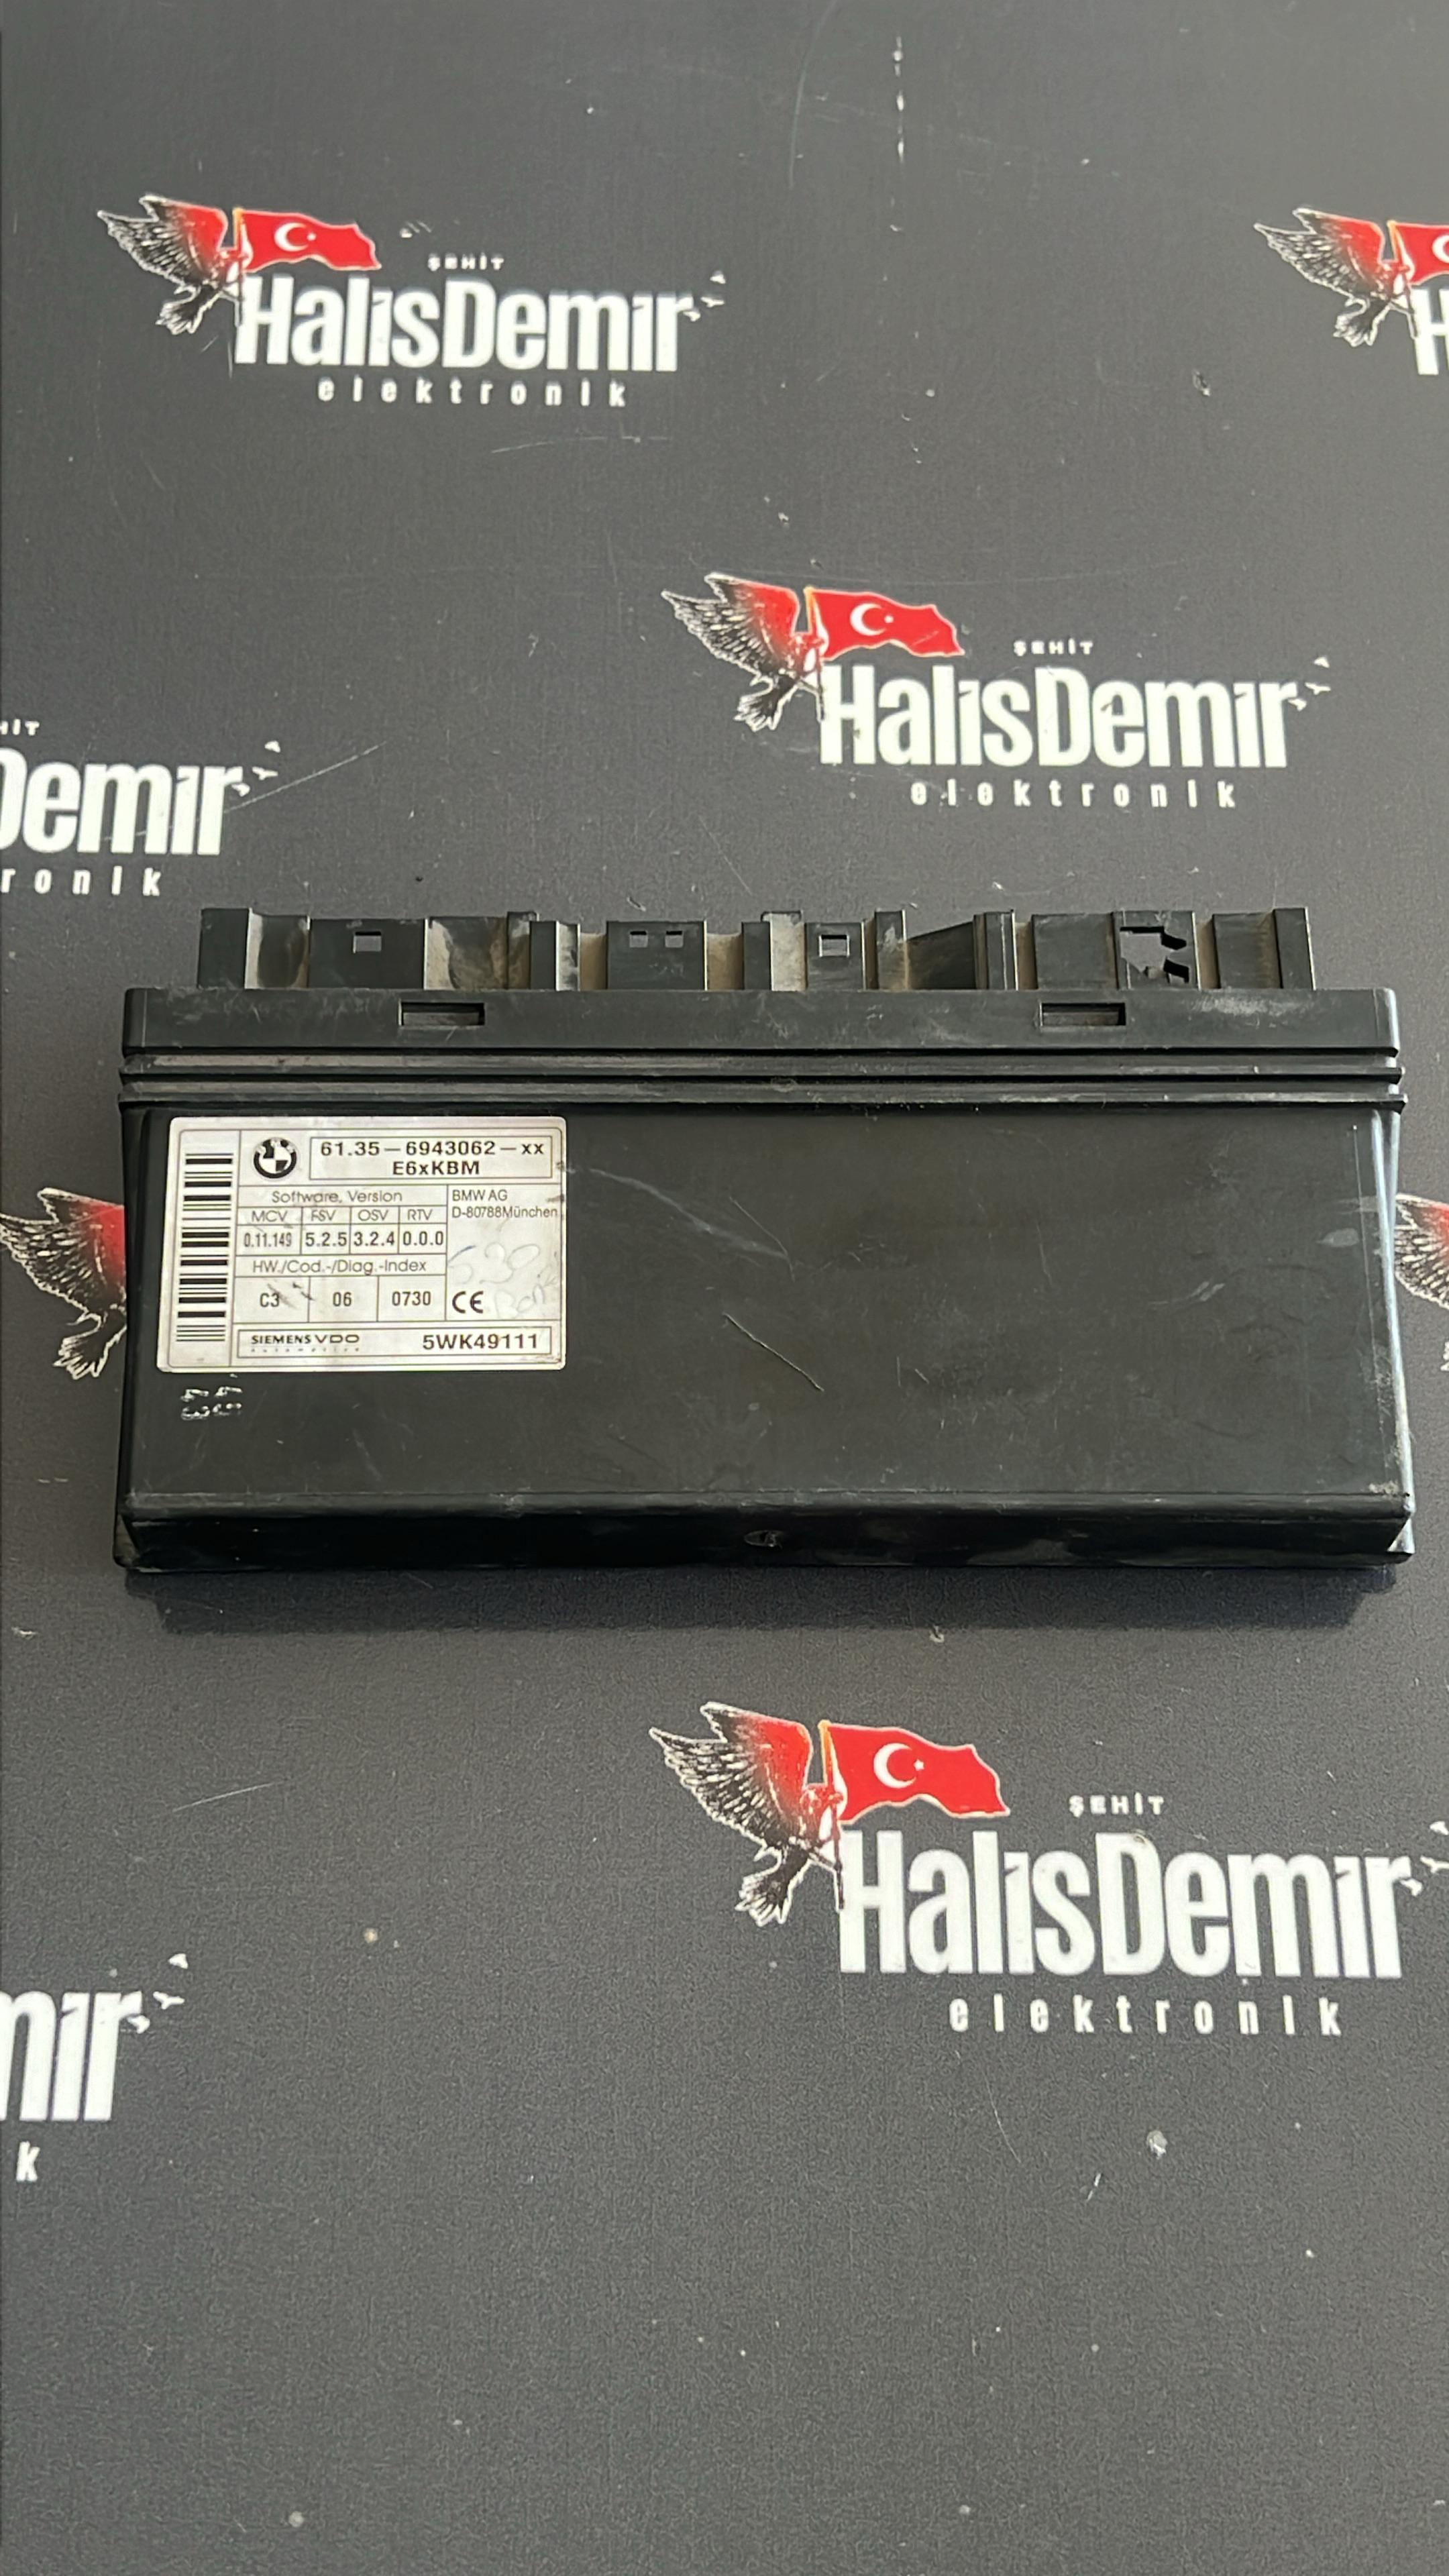 ŞEHİT
HalisDemir
elektronik
H
ŞEHİT
HalisDemir
elektronik
HİT
Demir
ronik
61.35-6943062-xx
E6xKBM
Software, Version
BMW AG
D-80788München
MCV FSV OSV RTV
0.11.149 5.2.5 3.2.4 0.0.0
HW./Cod.-/Diag.-Index
C3 06 0730 CE
SIEMENS VDO
Automotive
5WK49111
ŞEHİT
HalisDemir
elektronik
mir
k